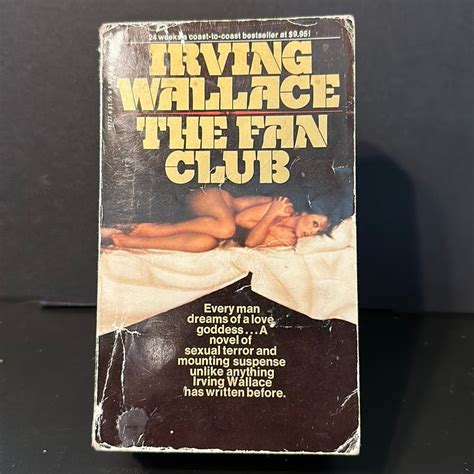 24 weeks a coast-to-coast bestseller at $9.95!
IRVING
WALLACE
THE FAN
CLUB
Every man
dreams of a love
goddess...A
novel of
sexual terror and
mounting suspense
unlike anything
Irving Wallace
has written before.